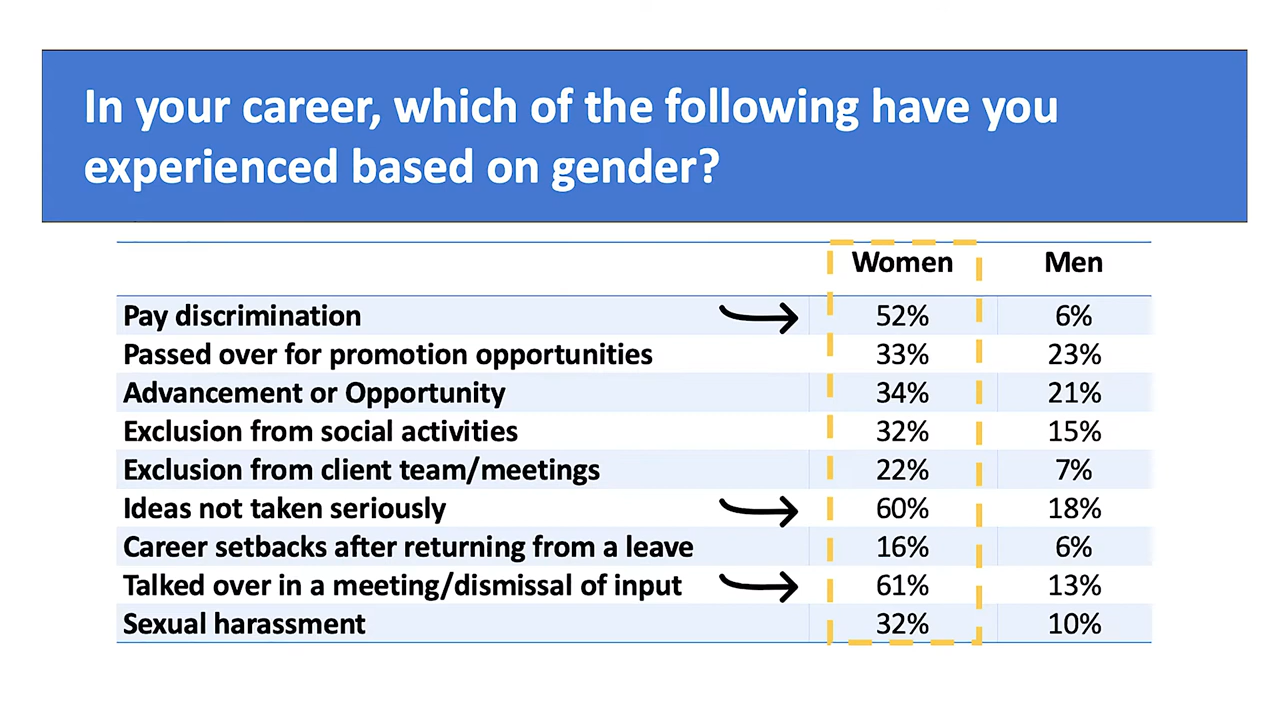 In your career, which of the following have you
experienced based on gender?
Women Men
Pay discrimination 52% 6%
Passed over for promotion opportunities 33% 23%
Advancement or Opportunity 34% 21%
Exclusion from social activities 32% 15%
Exclusion from client team/meetings 22% 7%
Ideas not taken seriously 60% 18%
Career setbacks after returning from a leave 16% 6%
Talked over in a meeting/dismissal of input 61% 13%
Sexual harassment 32% 10%